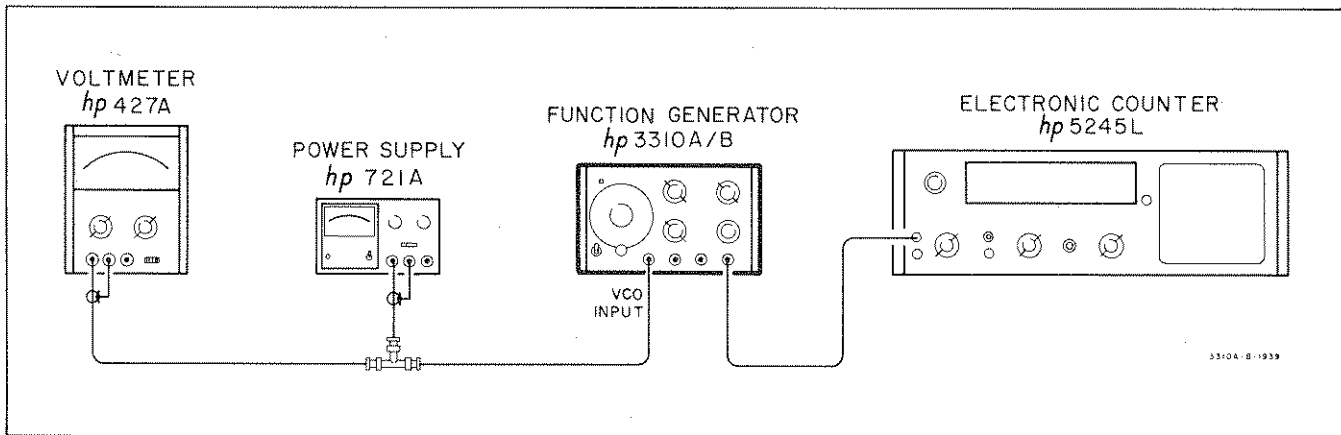 VOLTMETER
hp 427A
POWER SUPPLY
hp 721A
FUNCTION GENERATOR
hp 3310A/B
ELECTRONIC COUNTER
hp 5245L
VCO
INPUT
3310A-B-1939